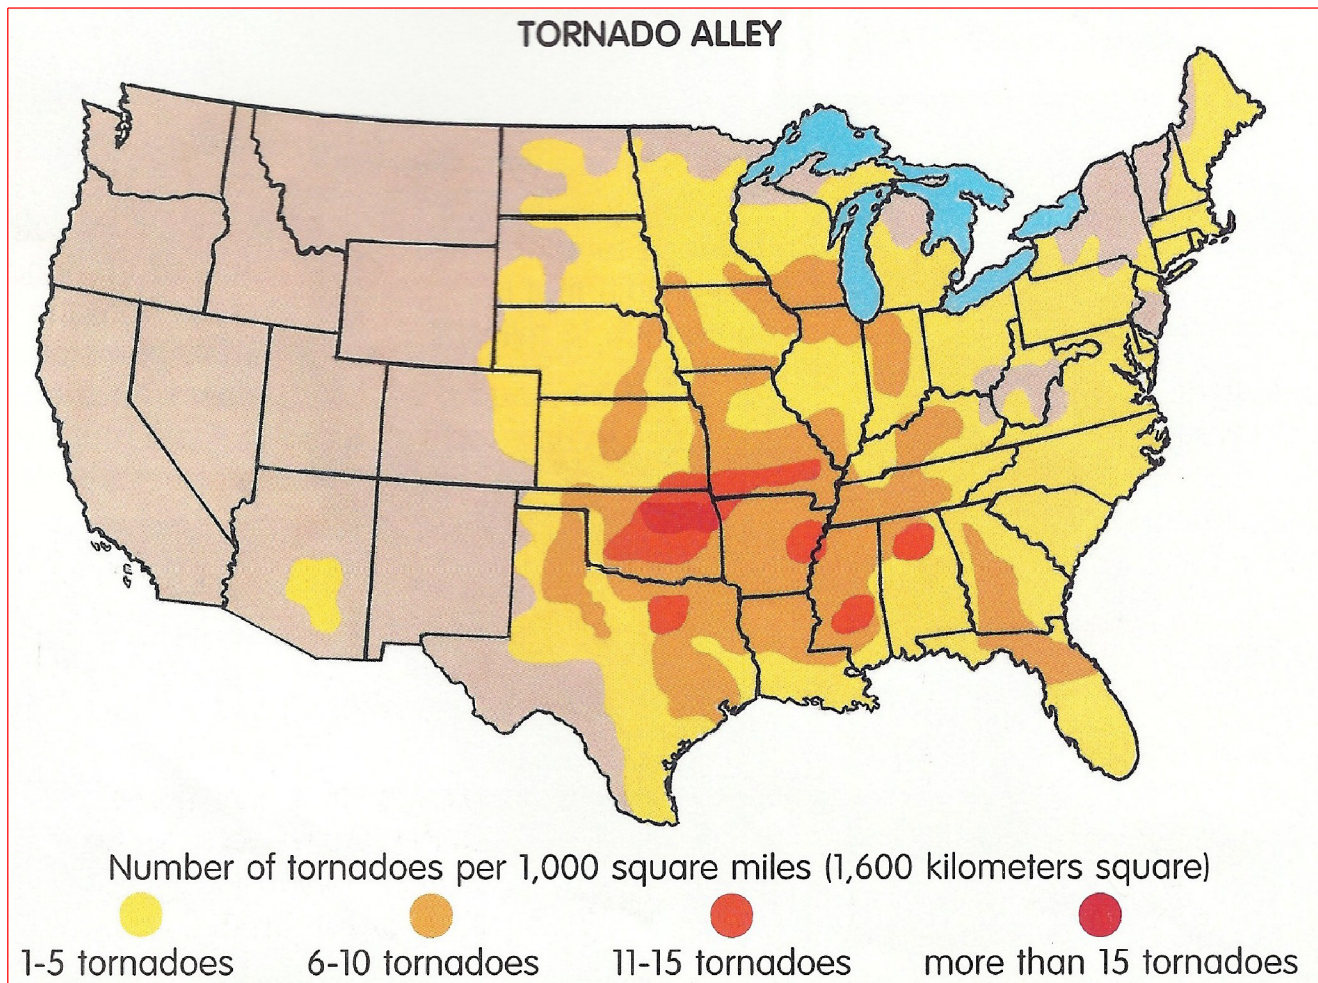 TORNADO ALLEY
Number of tornadoes per 1,000 square miles (1,600 kilometers square)
1-5 tornadoes
6-10 tornadoes
11-15 tornadoes
more than 15 tornadoes